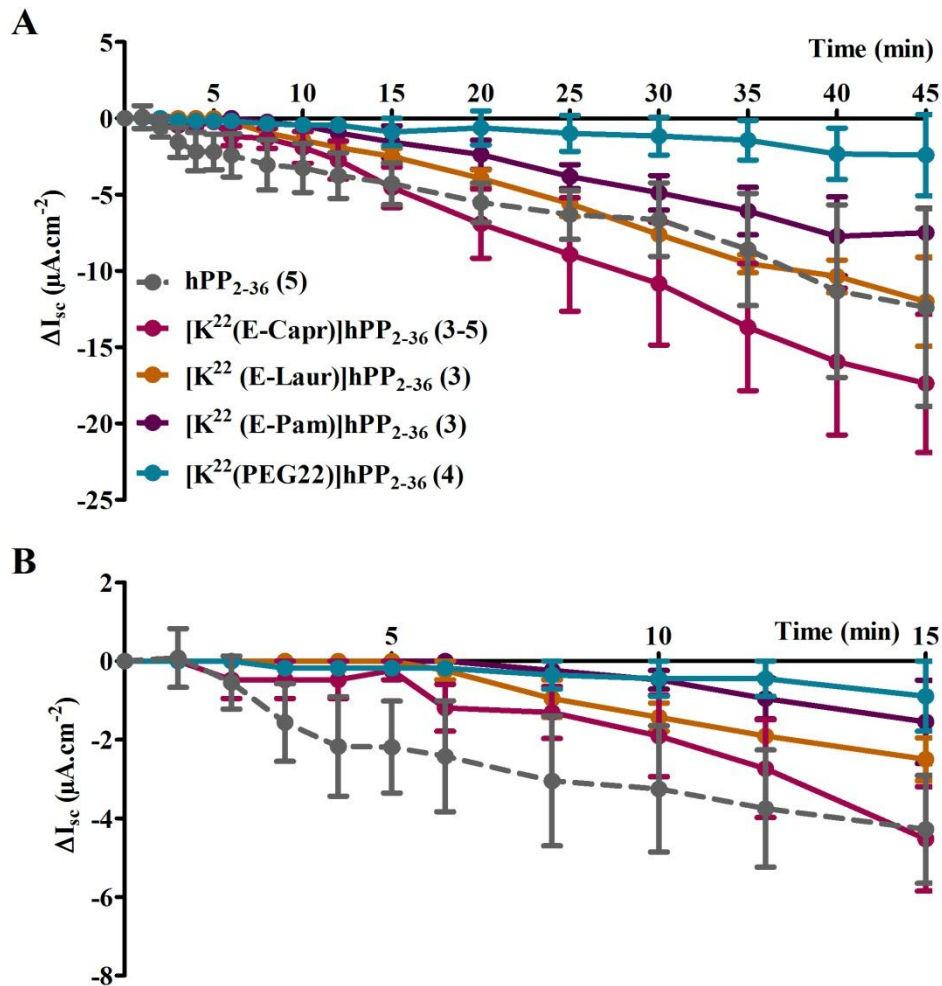 A
5
Time (min)
0
5 10 15 20 25 30 35 40 45
-5
-10
-15
-20
-25
ΔIsc (µA.cm⁻²)
hPP₂₋₃₆ (5)
[K²²(E-Capr)]hPP₂₋₃₆ (3-5)
[K²² (E-Laur)]hPP₂₋₃₆ (3)
[K²² (E-Pam)]hPP₂₋₃₆ (3)
[K²²(PEG22)]hPP₂₋₃₆ (4)
B
2
5 10 15
Time (min)
0
-2
-4
-6
-8
ΔIsc (µA.cm⁻²)